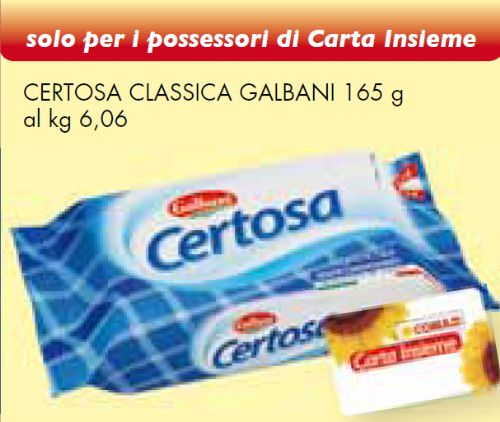 solo per i possessori di Carta Insieme
CERTOSA CLASSICA GALBANI 165 g
al kg 6,06
Galbani
Certosa
Galbani
Certosa
CONAD
Carta Insieme